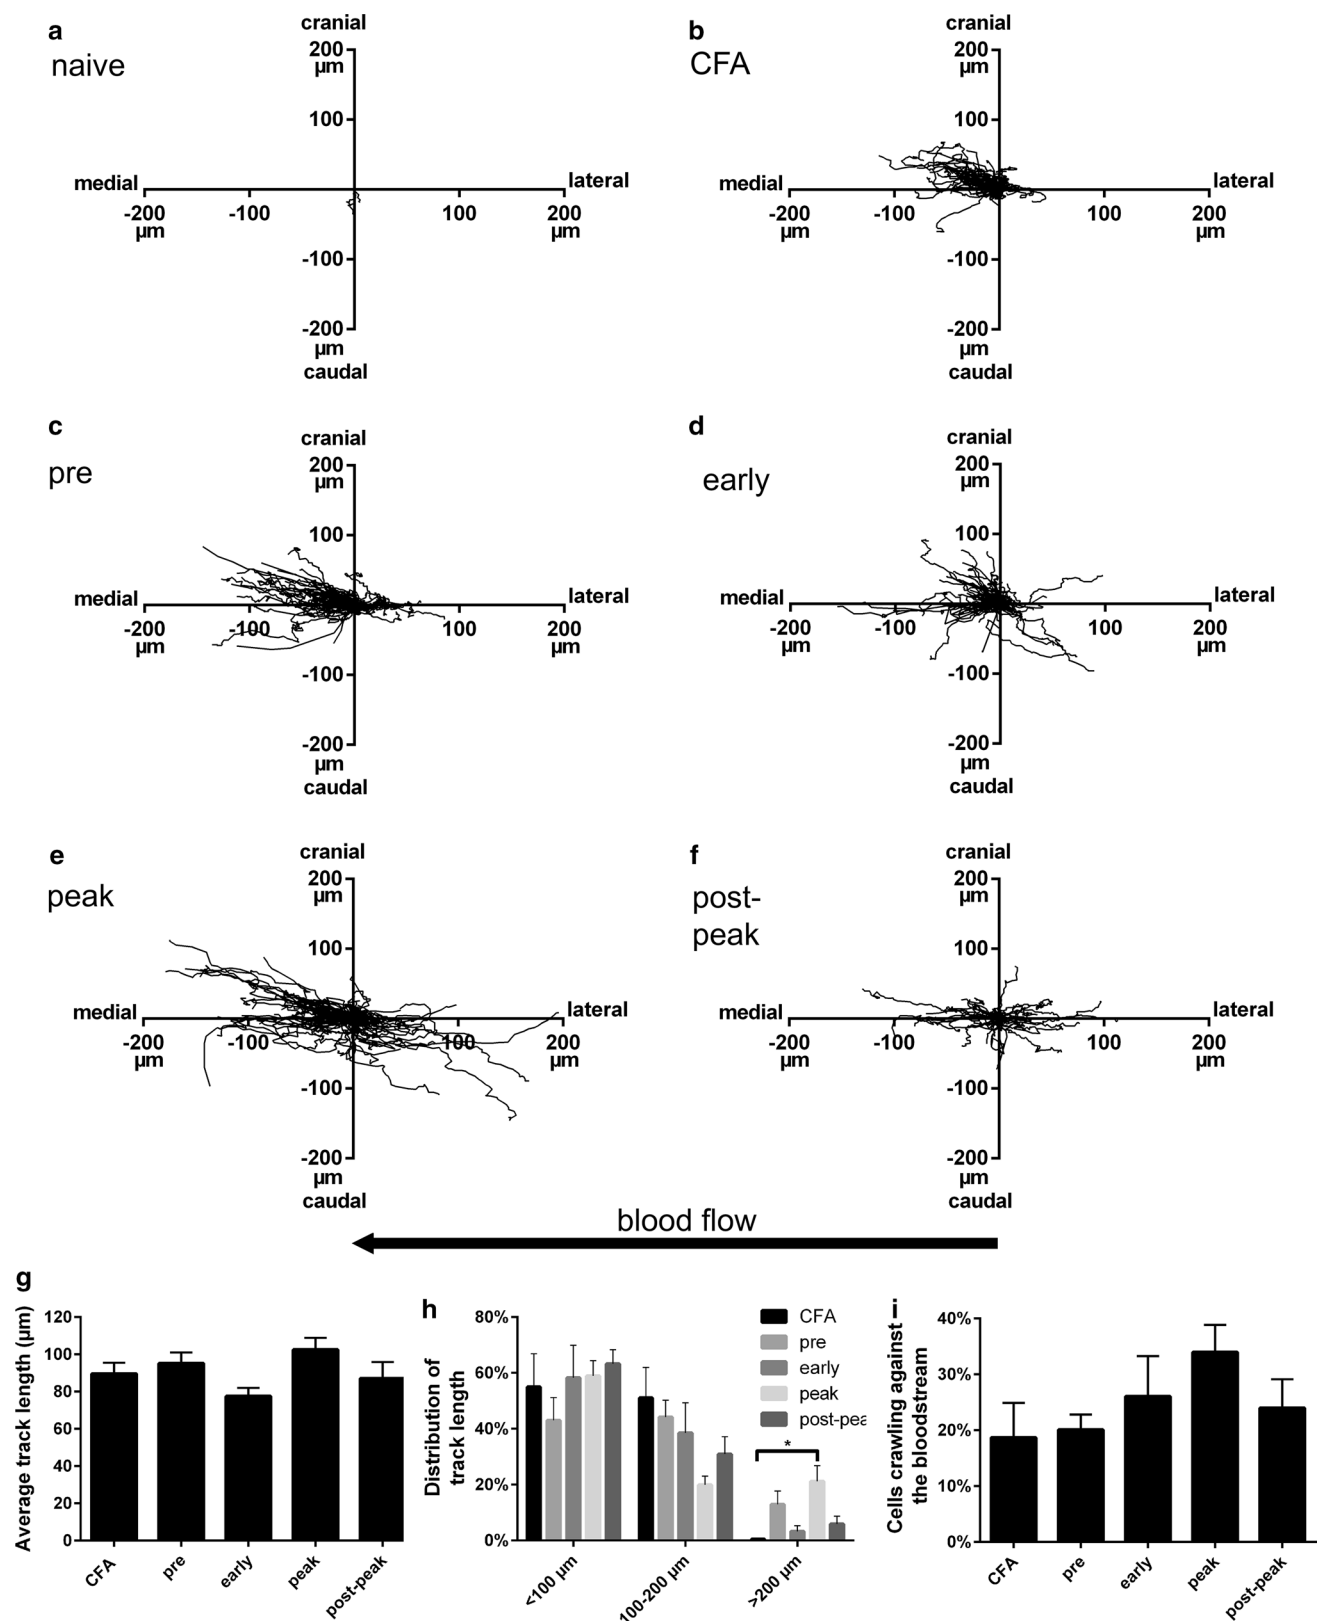 a
naive
cranial
200
µm
100
medial
lateral
-200
µm
-100
100
200
µm
-100
-200
µm
caudal
b
CFA
cranial
200
µm
100
medial
lateral
-200
µm
-100
100
200
µm
-100
-200
µm
caudal
c
pre
cranial
200
µm
100
medial
lateral
-200
µm
-100
100
200
µm
-100
-200
µm
caudal
d
early
cranial
200
µm
100
medial
lateral
-200
µm
-100
100
200
µm
-100
-200
µm
caudal
e
peak
cranial
200
µm
100
medial
lateral
-200
µm
-100
100
200
µm
-100
-200
µm
caudal
f
post-
peak
cranial
200
µm
100
medial
lateral
-200
µm
-100
100
200
µm
-100
-200
µm
caudal
blood flow
g
Average track length (µm)
120
100
80
60
40
20
0
CFA
pre
early
peak
post-peak
h
Distribution of
track length
80%
60%
40%
20%
0%
CFA
pre
early
peak
post-pea
*
<100 µm
100-200 µm
>200 µm
i
Cells crawling against
the bloodstream
40%
30%
20%
10%
0%
CFA
pre
early
peak
post-peak